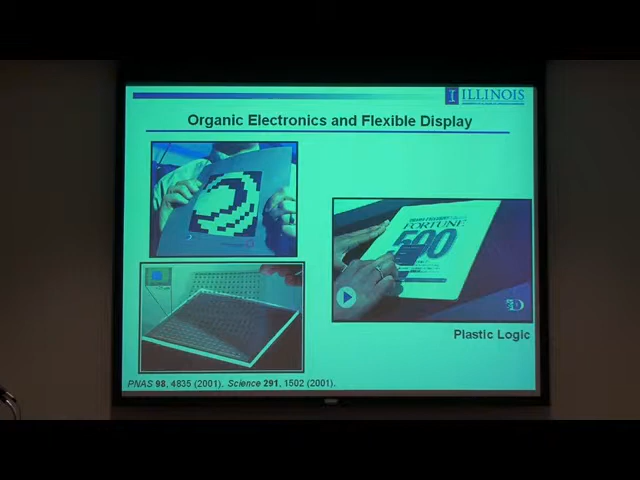 ILLINOIS
Organic Electronics and Flexible Display
FORTUNE
500
Plastic Logic
PNAS 98, 4835 (2001). Science 291, 1502 (2001).